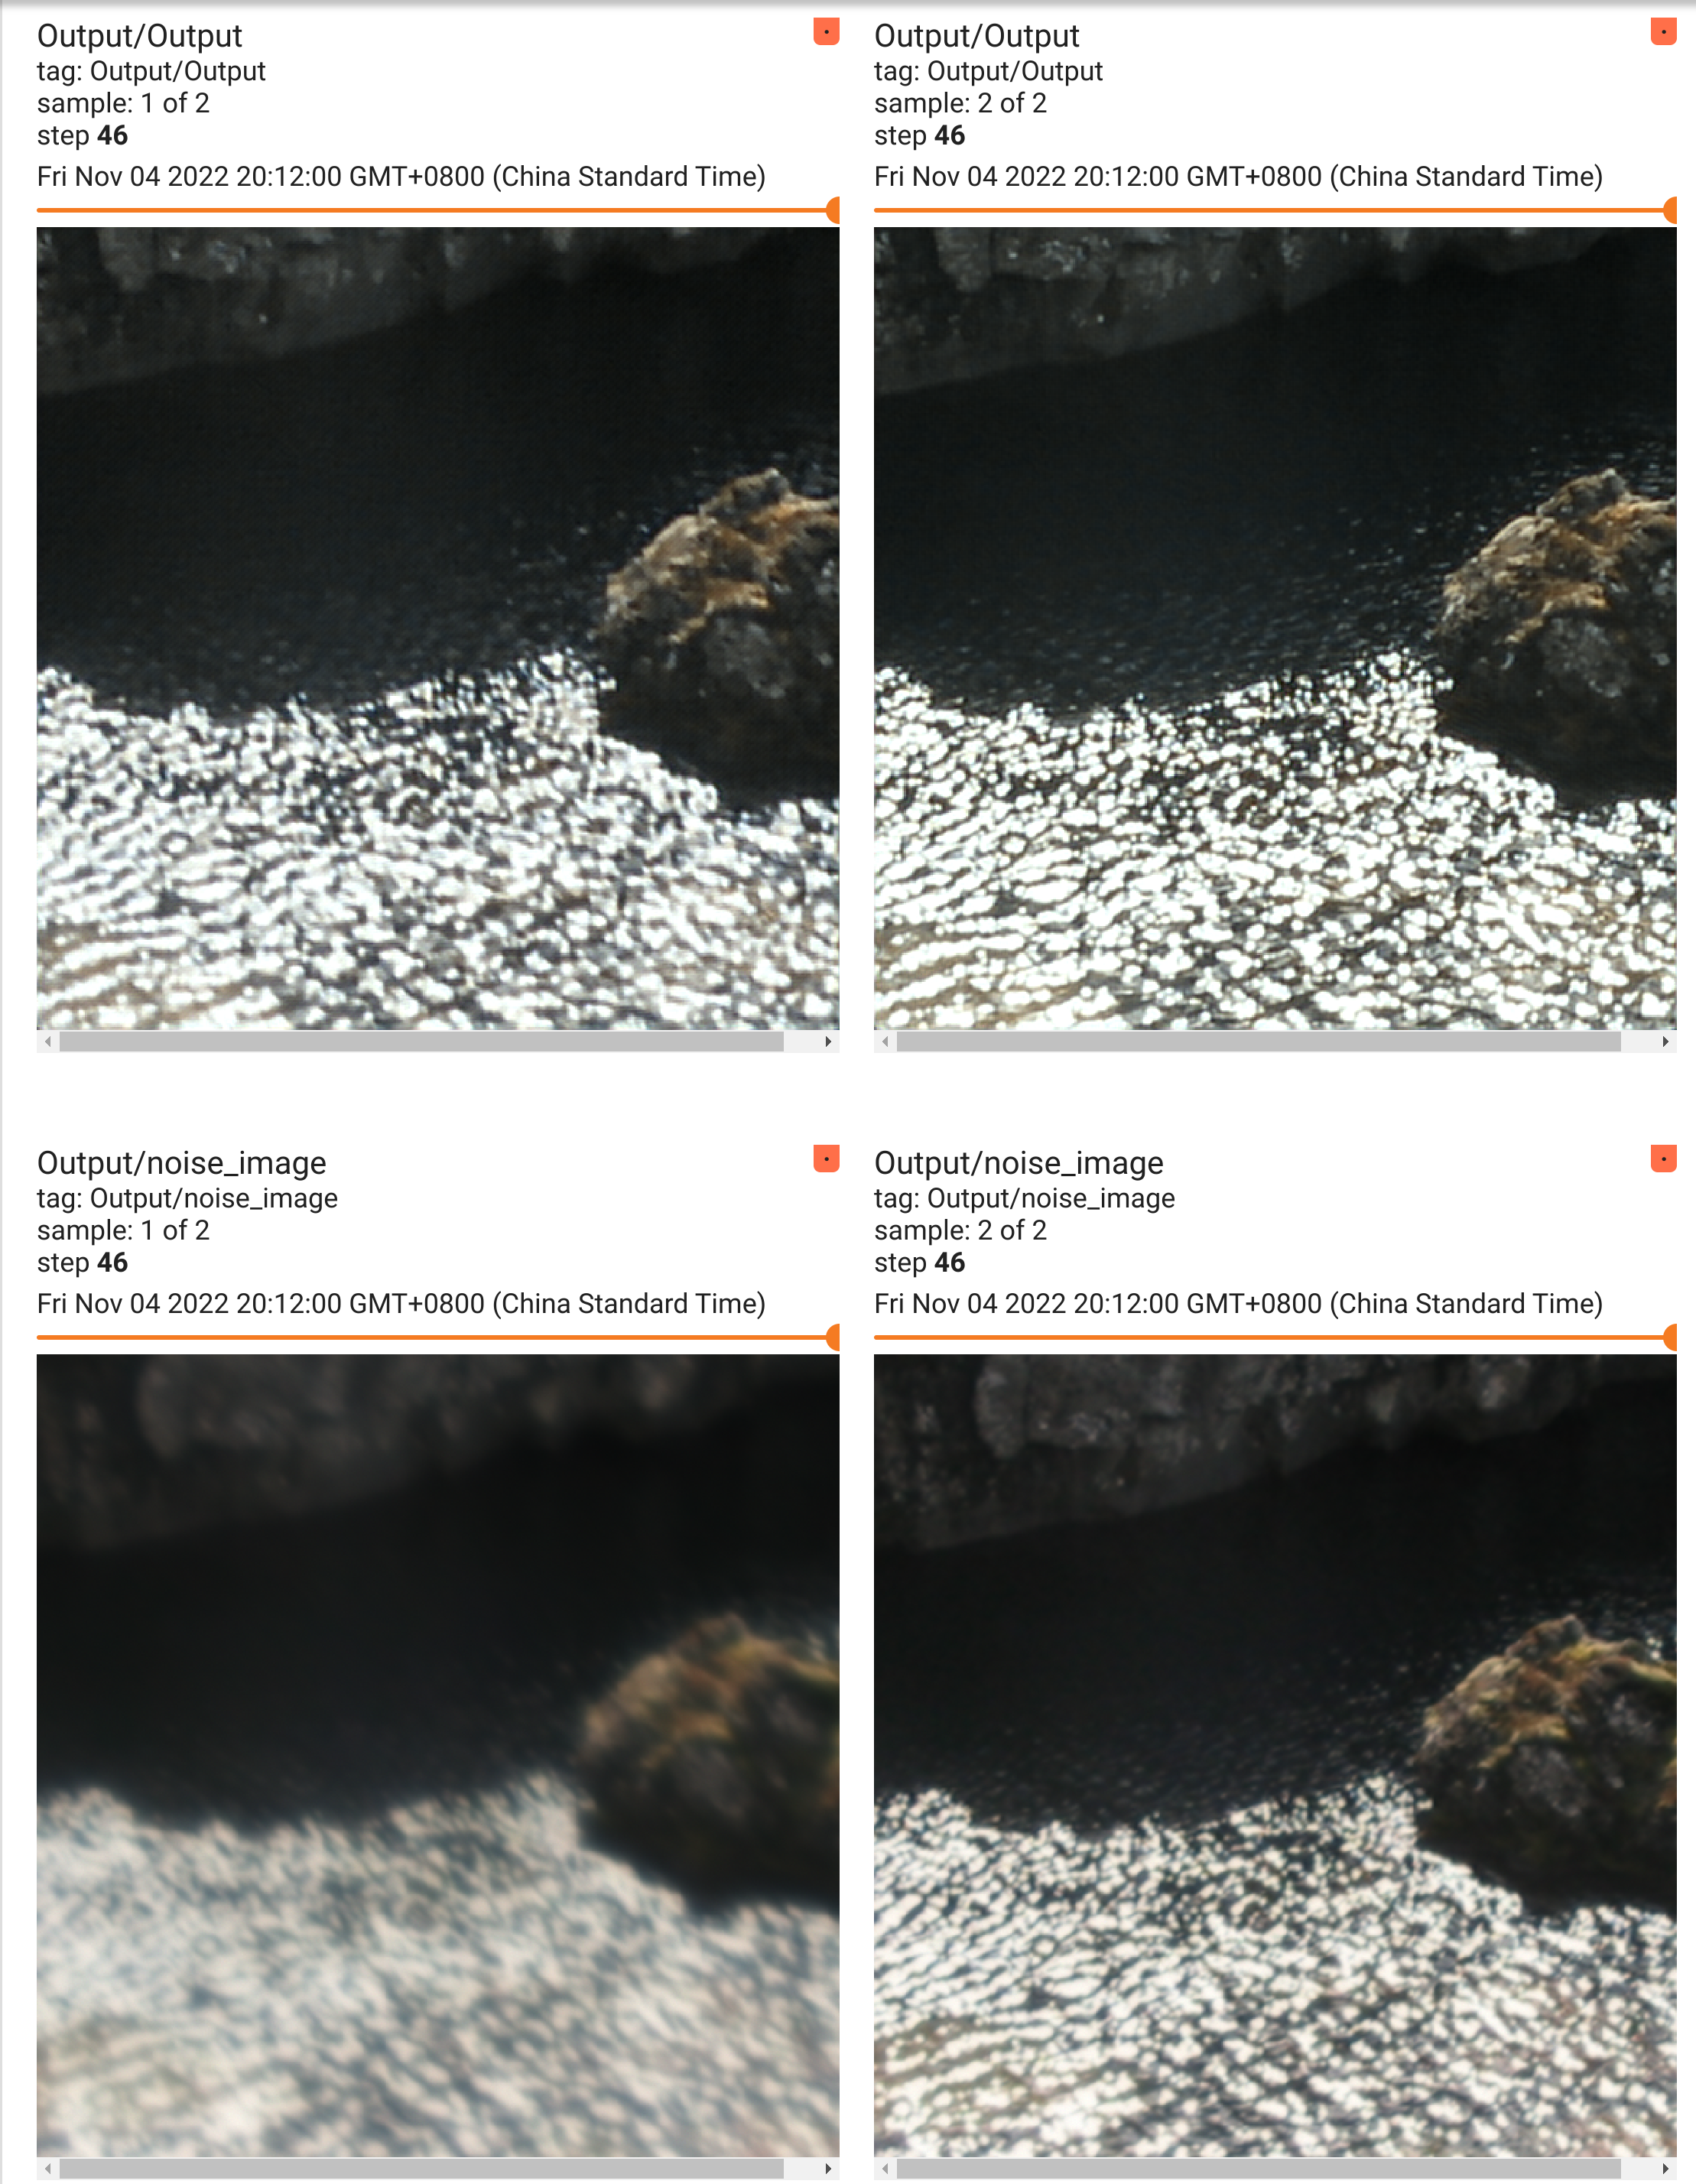 Output/Output
tag: Output/Output
sample: 1 of 2
step 46
Fri Nov 04 2022 20:12:00 GMT+0800 (China Standard Time)
Output/Output
tag: Output/Output
sample: 2 of 2
step 46
Fri Nov 04 2022 20:12:00 GMT+0800 (China Standard Time)
Output/noise_image
tag: Output/noise_image
sample: 1 of 2
step 46
Fri Nov 04 2022 20:12:00 GMT+0800 (China Standard Time)
Output/noise_image
tag: Output/noise_image
sample: 2 of 2
step 46
Fri Nov 04 2022 20:12:00 GMT+0800 (China Standard Time)